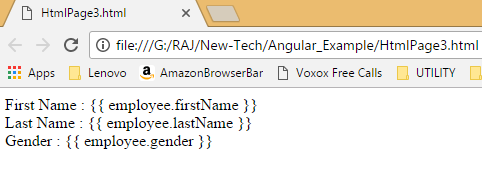 HtmlPage3.html
file:///G:/RAJ/New-Tech/Angular_Example/HtmlPage3.html
Apps Lenovo AmazonBrowserBar Voxox Free Calls UTILITY
First Name : {{ employee.firstName }}
Last Name : {{ employee.lastName }}
Gender : {{ employee.gender }}